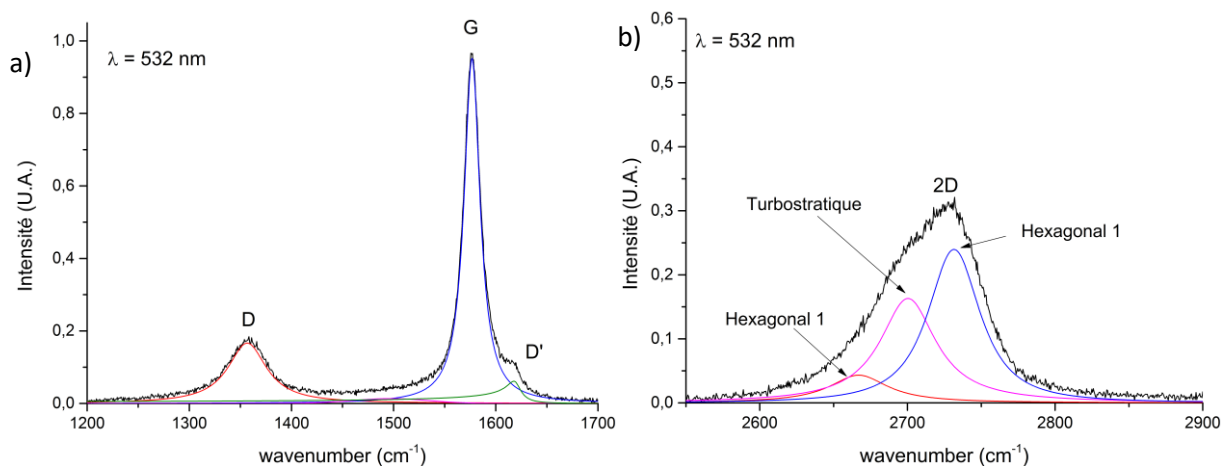 a)
λ = 532 nm
G
D
D'
Intensité (U.A.)
1,0
0,8
0,6
0,4
0,2
0,0
1200 1300 1400 1500 1600 1700
wavenumber (cm⁻¹)
b)
λ = 532 nm
2D
Turbostratique
Hexagonal 1
Hexagonal 1
Intensité (U.A.)
0,6
0,5
0,4
0,3
0,2
0,1
0,0
2600 2700 2800 2900
wavenumber (cm⁻¹)